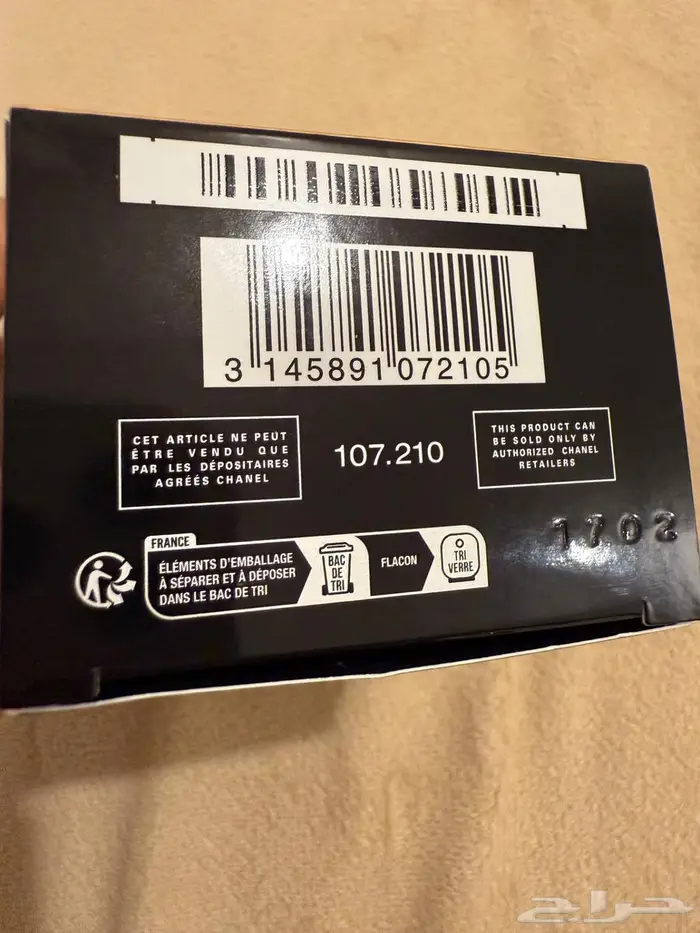 3 145891 072105
CET ARTICLE NE PEUT
ÊTRE VENDU QUE
PAR LES DÉPOSITAIRES
AGRÉÉS CHANEL
107.210
THIS PRODUCT CAN
BE SOLD ONLY BY
AUTHORIZED CHANEL
RETAILERS
1702
FRANCE
ÉLÉMENTS D'EMBALLAGE
À SÉPARER ET À DÉPOSER
DANS LE BAC DE TRI
BAC
DE
TRI
FLACON
TRI
VERRE
حراج